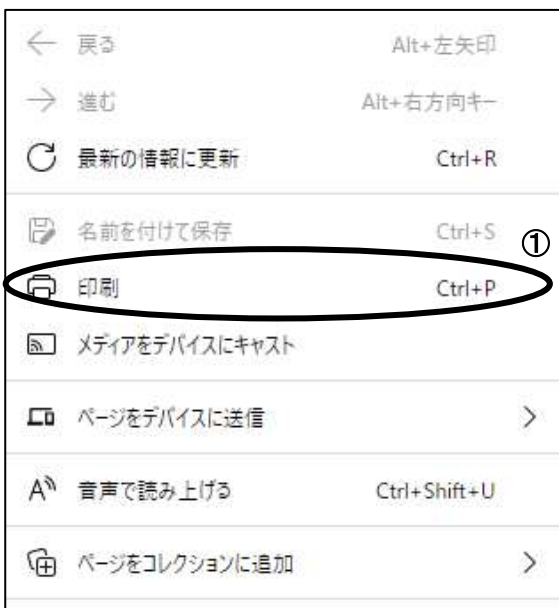 戻る Alt+左矢印
進む Alt+右方向キー
最新の情報に更新 Ctrl+R
名前を付けて保存 Ctrl+S
①
印刷 Ctrl+P
メディアをデバイスにキャスト
ページをデバイスに送信
音声で読み上げる Ctrl+Shift+U
ページをコレクションに追加